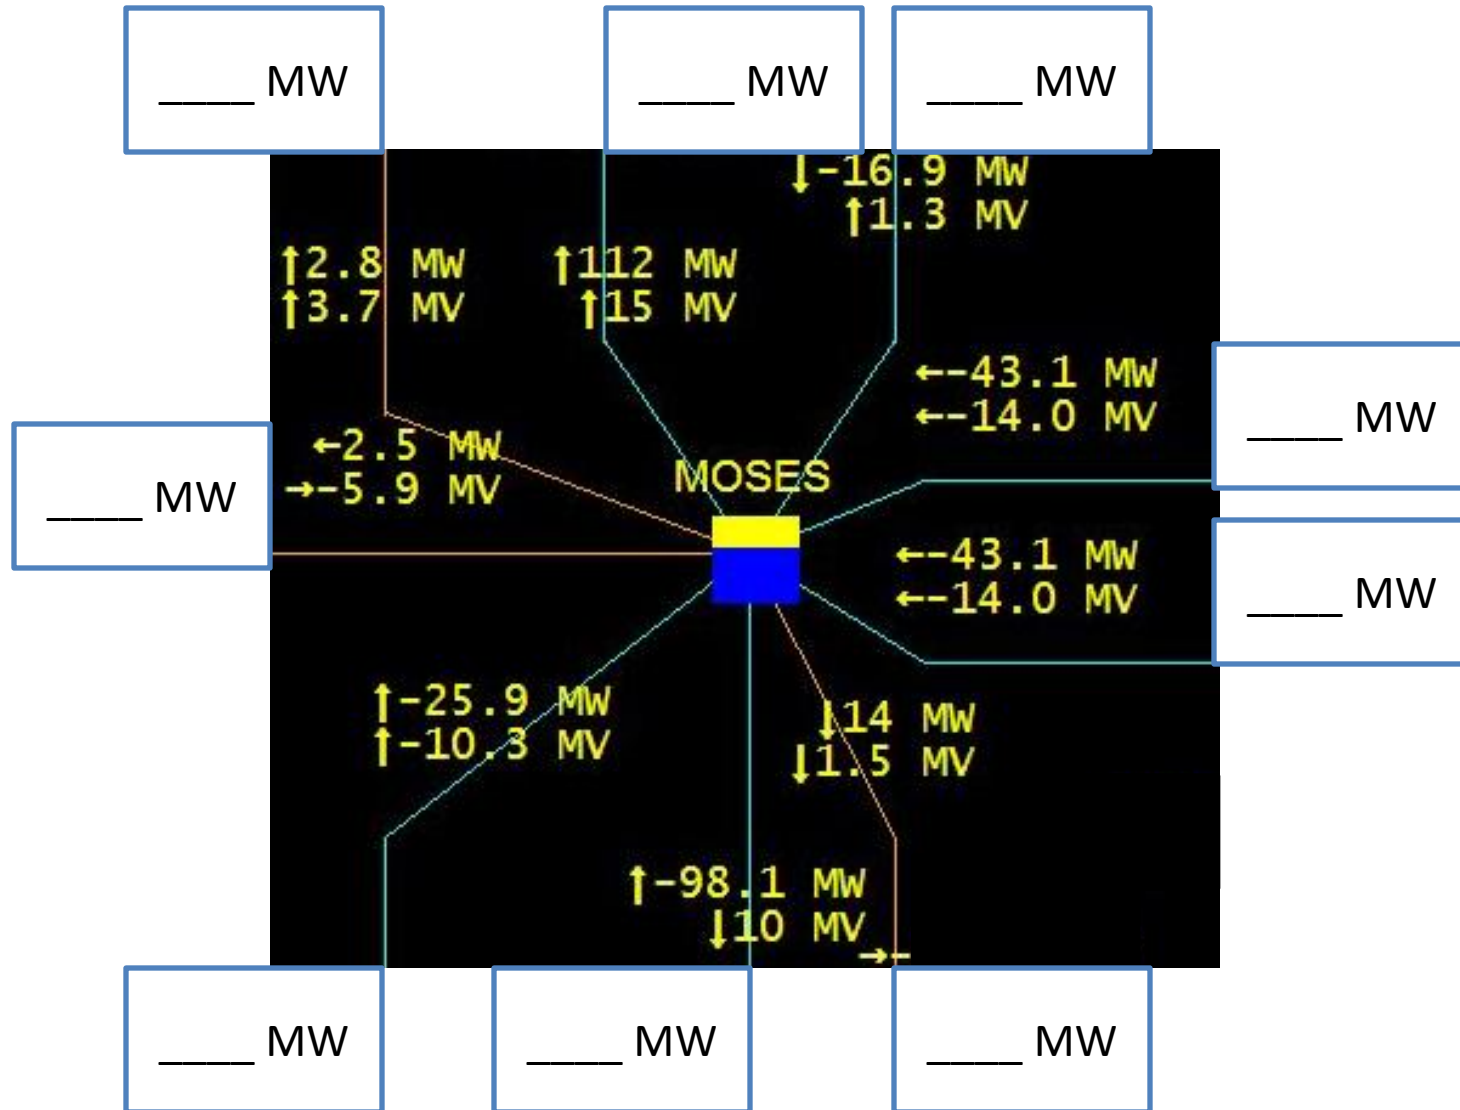 ____ MW
____ MW
____ MW
↓-16.9 MW
↑1.3 MV
↑2.8 MW
↑3.7 MV
↑112 MW
↑15 MV
←-43.1 MW
←-14.0 MV
____ MW
←2.5 MW
→-5.9 MV
____ MW
MOSES
←-43.1 MW
←-14.0 MV
____ MW
↑-25.9 MW
↑-10.3 MV
↓14 MW
↓1.5 MV
↑-98.1 MW
↓10 MV
→-
____ MW
____ MW
____ MW